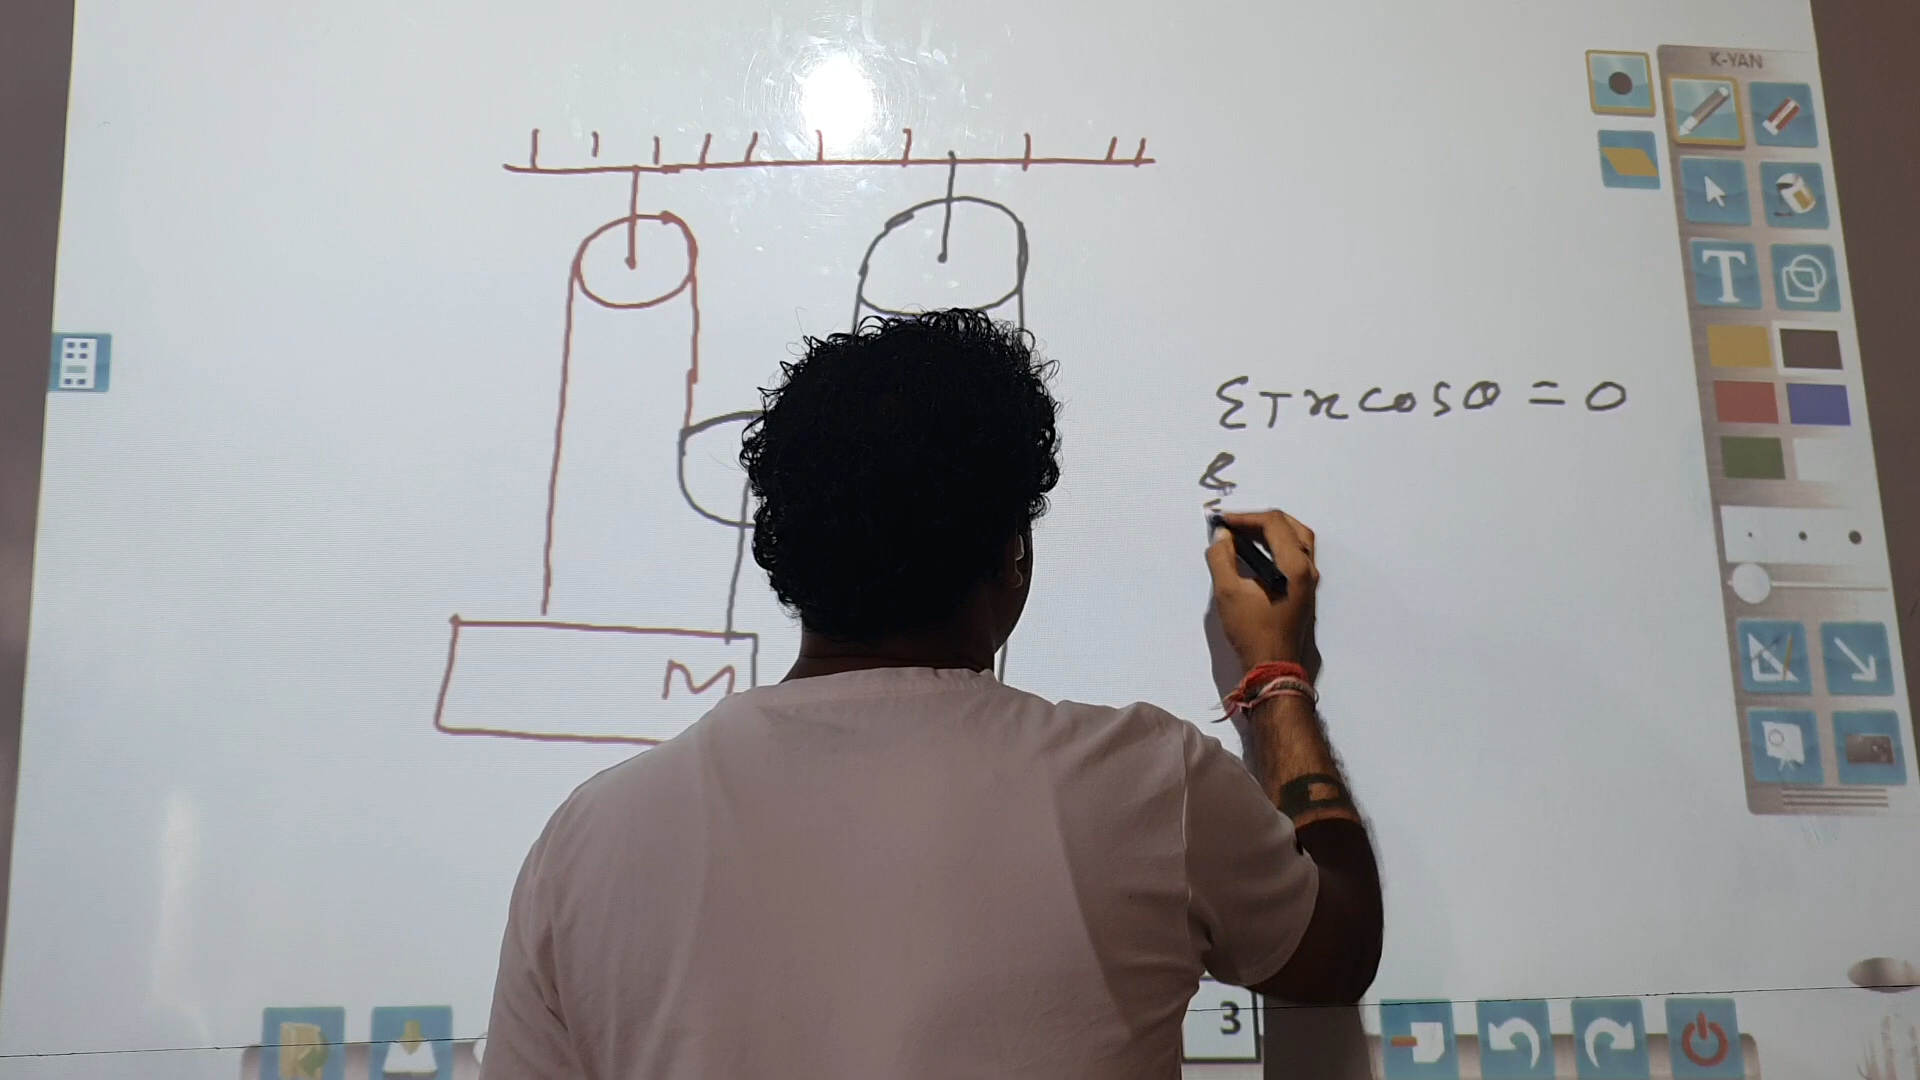 K-YAN
T
ΣTxcosθ = 0
&
M
3